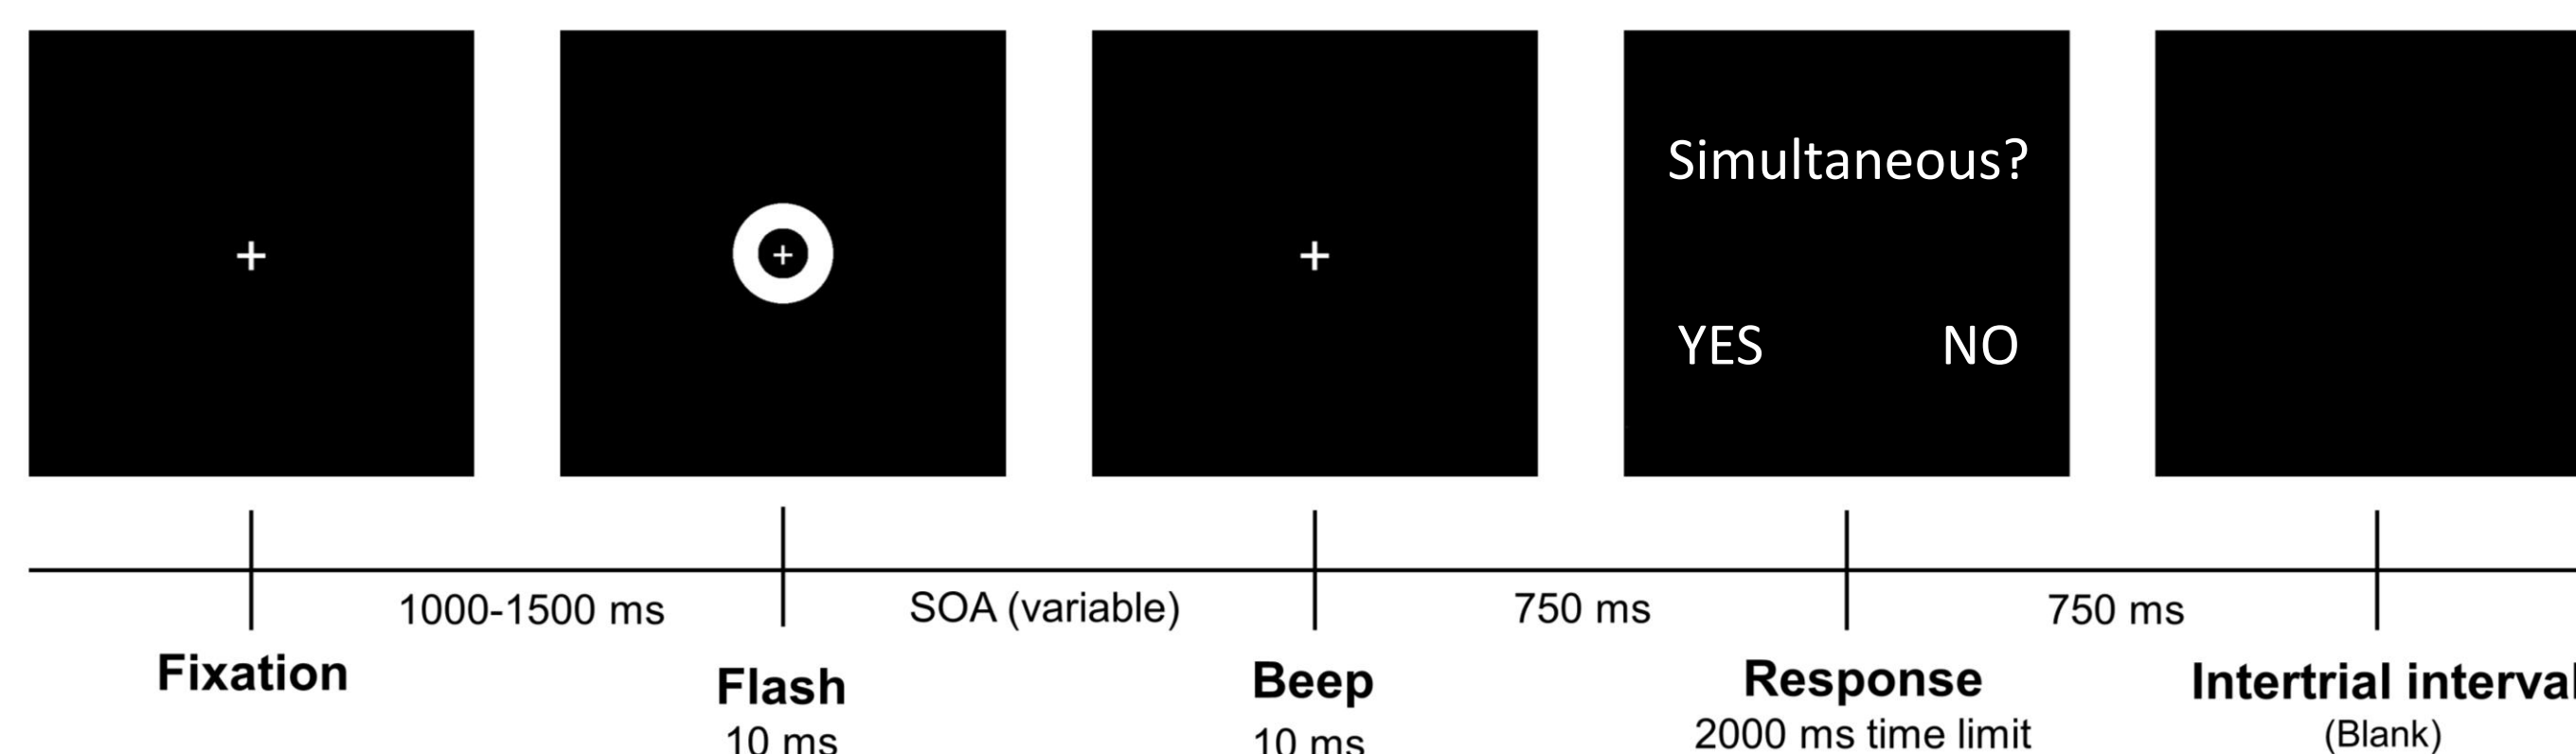 Simultaneous?
YES NO
1000-1500 ms SOA (variable) 750 ms 750 ms
Fixation Flash Beep Response Intertrial interval
10 ms 10 ms 2000 ms time limit (Blank)